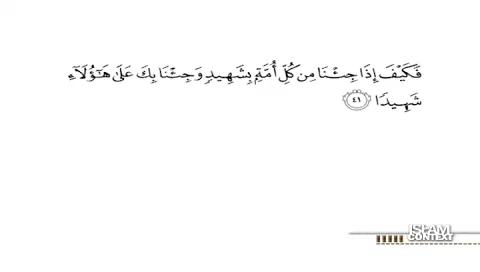 فَكَيْفَ إِذَا جِئْنَا مِن كُلِّ أُمَّةٍۭ بِشَهِيدٍ وَجِئْنَا بِكَ عَلَىٰ هَـٰٓؤُلَآءِ
شَهِيدًا ٤١
ISLAM
CONTEXT